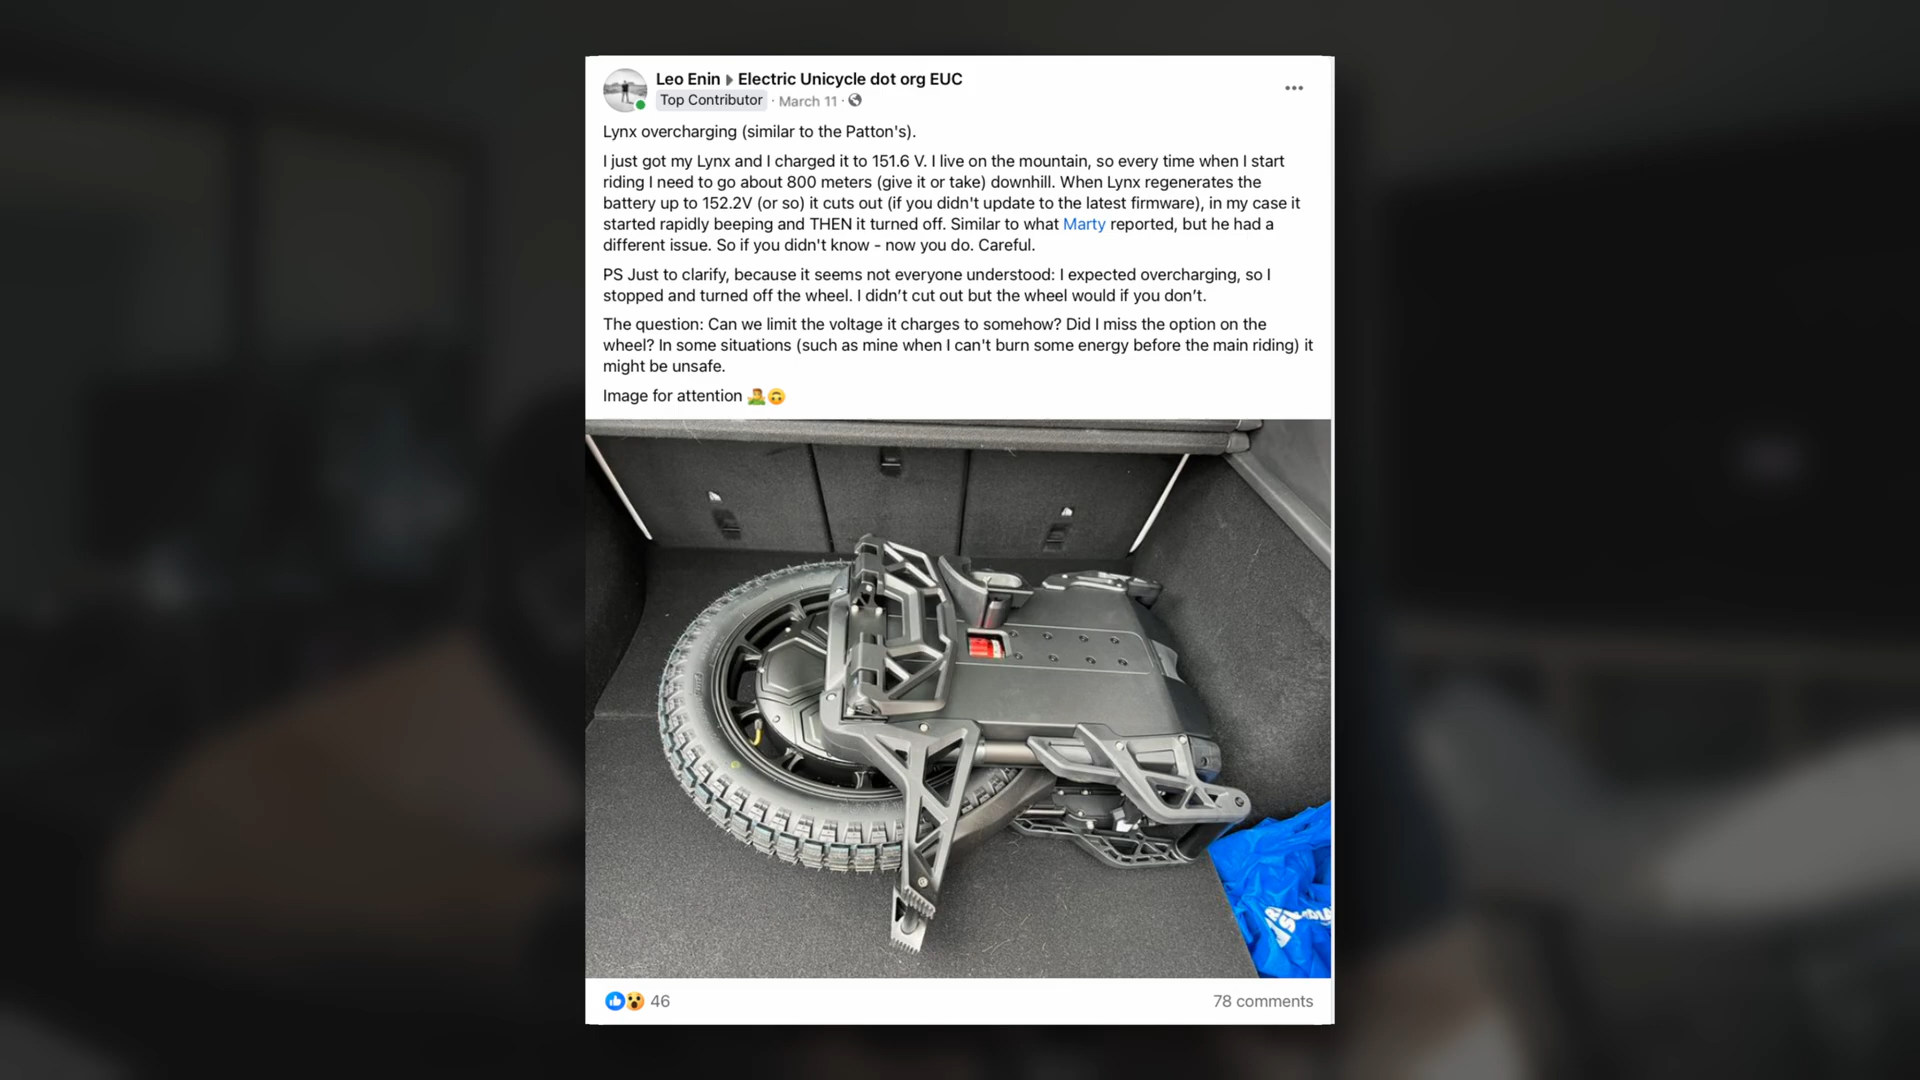 Leo Enin ▸ Electric Unicycle dot org EUC
Top Contributor · March 11 ·
Lynx overcharging (similar to the Patton's).
I just got my Lynx and I charged it to 151.6 V. I live on the mountain, so every time when I start
riding I need to go about 800 meters (give it or take) downhill. When Lynx regenerates the
battery up to 152.2V (or so) it cuts out (if you didn't update to the latest firmware), in my case it
started rapidly beeping and THEN it turned off. Similar to what Marty reported, but he had a
different issue. So if you didn't know - now you do. Careful.
PS Just to clarify, because it seems not everyone understood: I expected overcharging, so I
stopped and turned off the wheel. I didn’t cut out but the wheel would if you don’t.
The question: Can we limit the voltage it charges to somehow? Did I miss the option on the
wheel? In some situations (such as mine when I can't burn some energy before the main riding) it
might be unsafe.
Image for attention 🤷🙃
46
78 comments